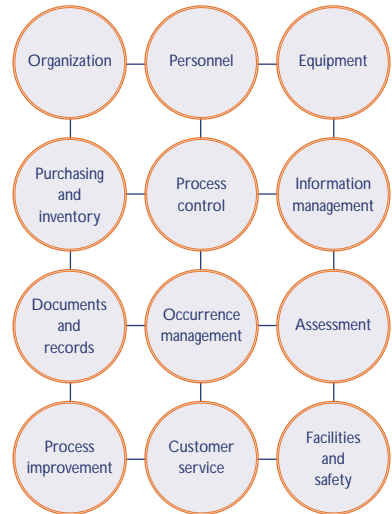 Organization
Personnel
Equipment
Purchasing
and
inventory
Process
control
Information
management
Documents
and
records
Occurrence
management
Assessment
Process
improvement
Customer
service
Facilities
and
safety